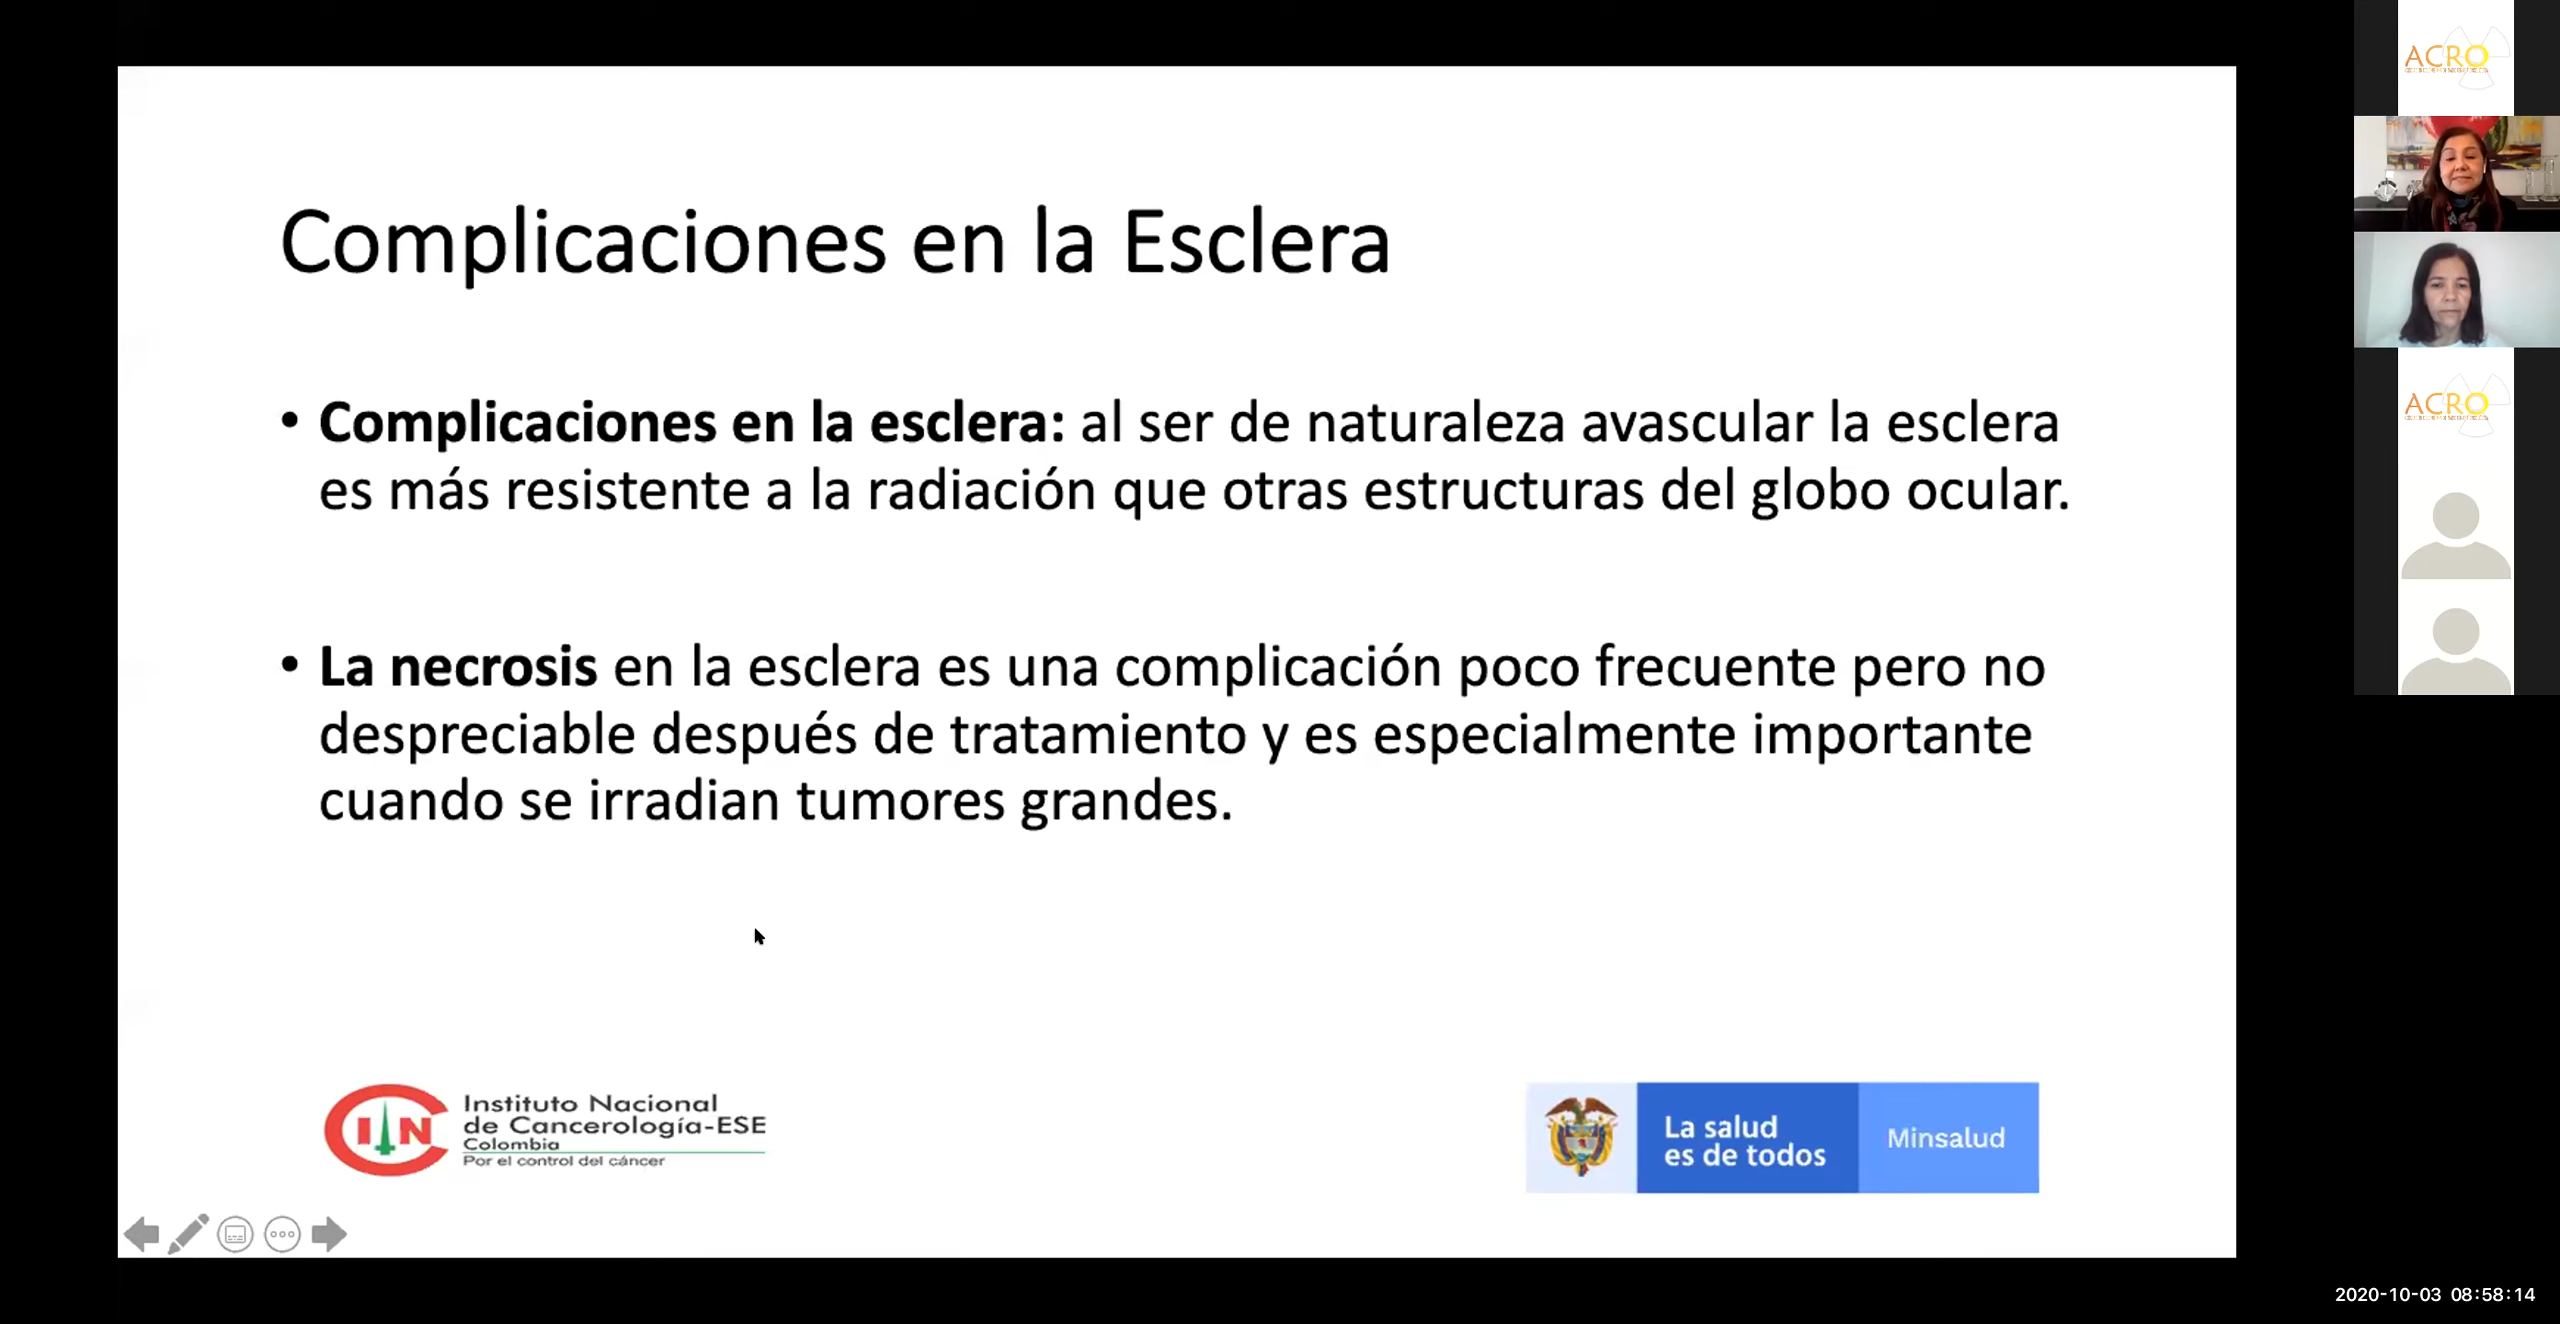 Complicaciones en la Esclera
• Complicaciones en la esclera: al ser de naturaleza avascular la esclera
es más resistente a la radiación que otras estructuras del globo ocular.
• La necrosis en la esclera es una complicación poco frecuente pero no
despreciable después de tratamiento y es especialmente importante
cuando se irradian tumores grandes.
INC
Instituto Nacional
de Cancerología-ESE
Colombia
Por el control del cáncer
La salud
es de todos
Minsalud
ACRO
ACRO
2020-10-03 08:58:14